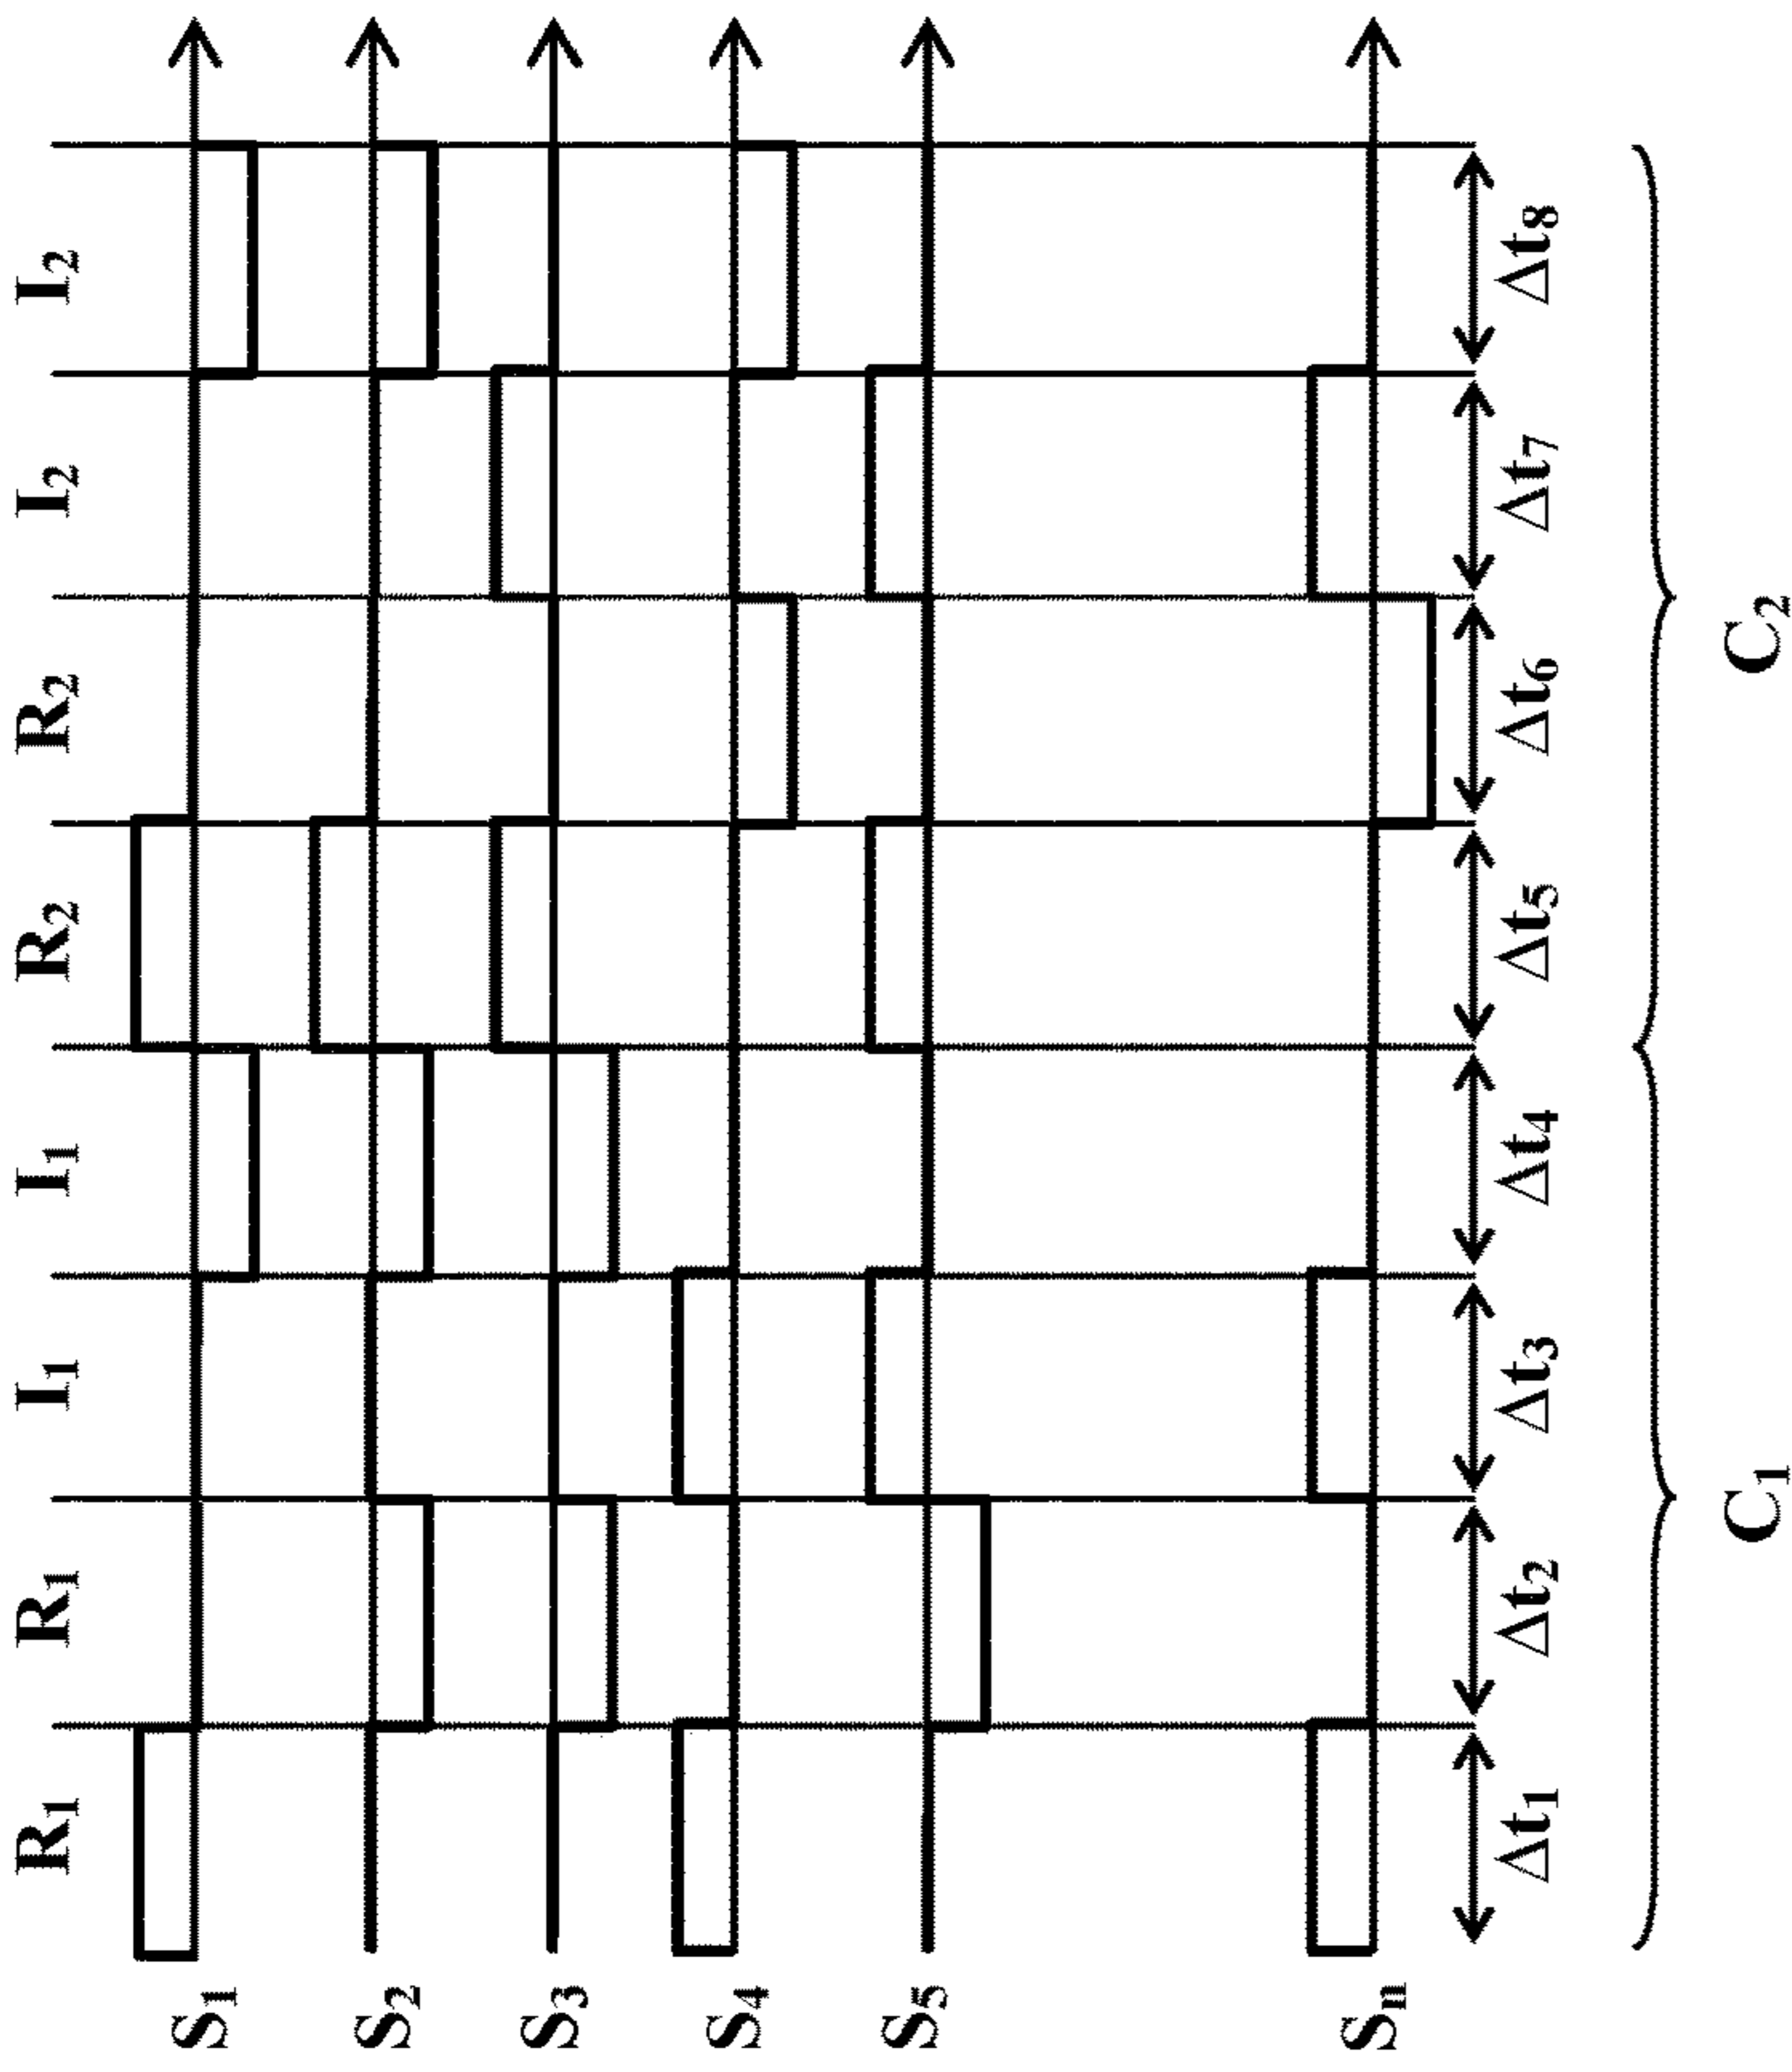 R₁ R₁ I₁ I₁ R₂ R₂ I₂ I₂
S₁
S₂
S₃
S₄
S₅
Sₙ
Δt₁ Δt₂ Δt₃ Δt₄ Δt₅ Δt₆ Δt₇ Δt₈
C₁ C₂